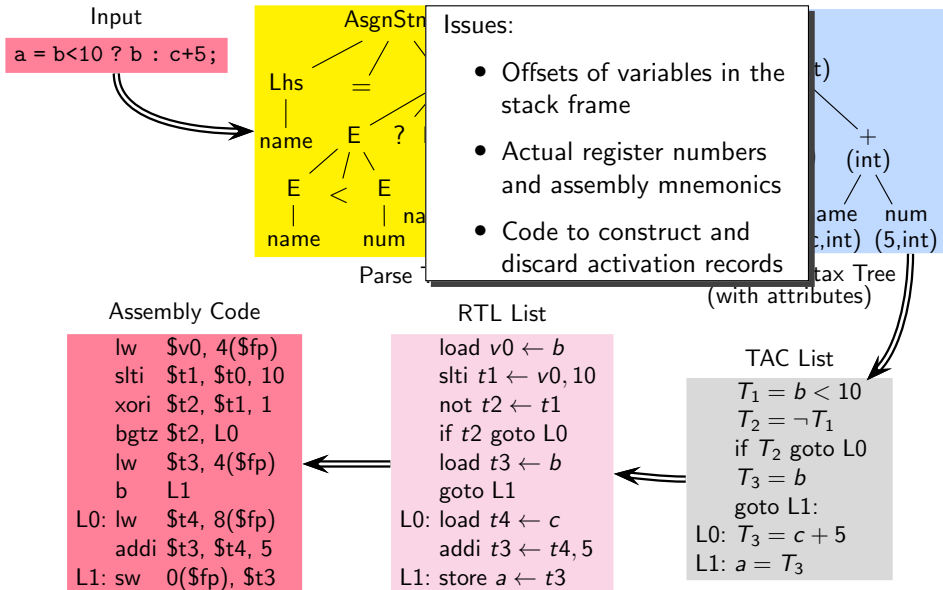 Input
a = b<10 ? b : c+5;
AsgnStm
Lhs
=
name
E
?
E
<
E
name
num
na
Parse T
Issues:
• Offsets of variables in the
stack frame
• Actual register numbers
and assembly mnemonics
• Code to construct and
discard activation records
t)
+
(int)
ame
num
c,int)
(5,int)
tax Tree
(with attributes)
Assembly Code
lw $v0, 4($fp)
slti $t1, $t0, 10
xori $t2, $t1, 1
bgtz $t2, L0
lw $t3, 4($fp)
b L1
L0: lw $t4, 8($fp)
addi $t3, $t4, 5
L1: sw 0($fp), $t3
RTL List
load v0 ← b
slti t1 ← v0, 10
not t2 ← t1
if t2 goto L0
load t3 ← b
goto L1
L0: load t4 ← c
addi t3 ← t4, 5
L1: store a ← t3
TAC List
T₁ = b < 10
T₂ = ¬T₁
if T₂ goto L0
T₃ = b
goto L1:
L0: T₃ = c + 5
L1: a = T₃